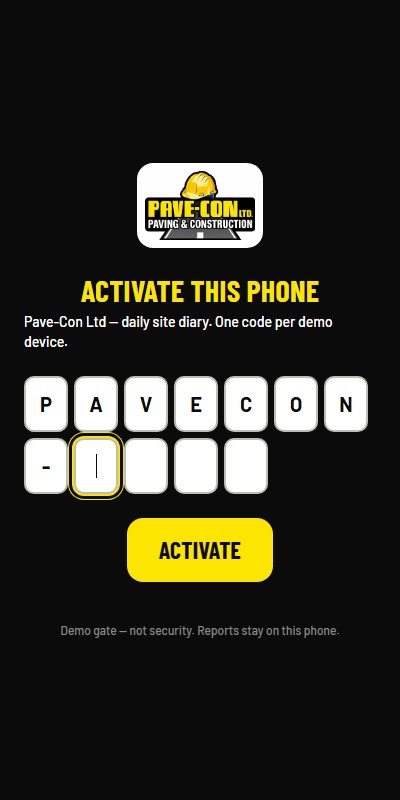 PAVE-CON LTD.
PAVING & CONSTRUCTION
ACTIVATE THIS PHONE
Pave-Con Ltd — daily site diary. One code per demo
device.
P A V E C O N
-
ACTIVATE
Demo gate — not security. Reports stay on this phone.